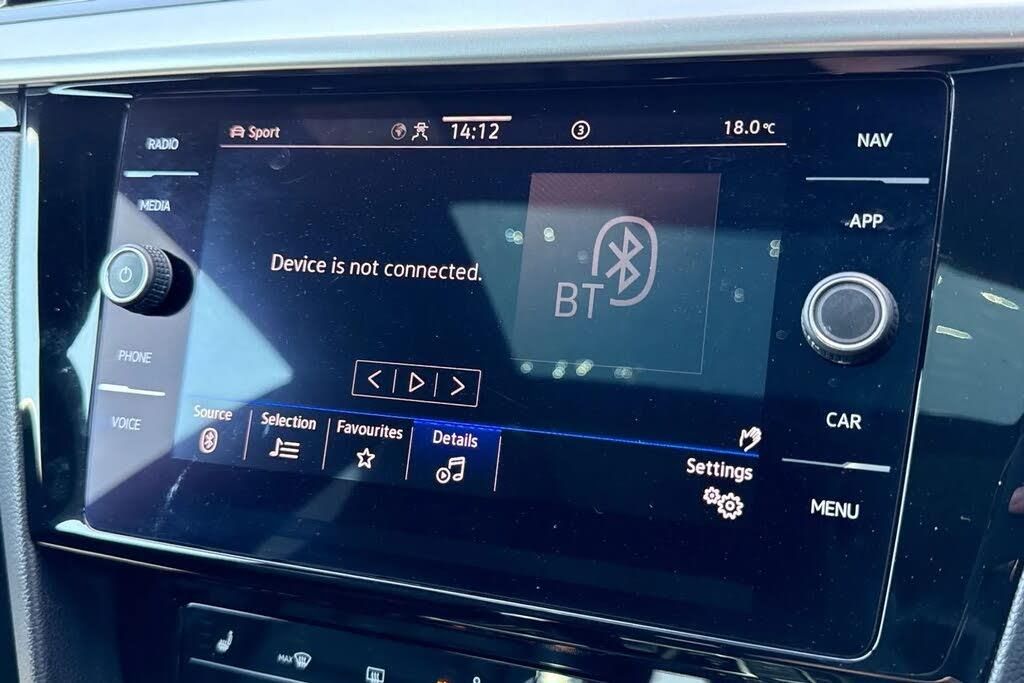 RADIO
MEDIA
PHONE
VOICE
Sport
14:12
3
18.0°C
Device is not connected.
BT
Source
Selection
Favourites
Details
Settings
NAV
APP
CAR
MENU
MAX